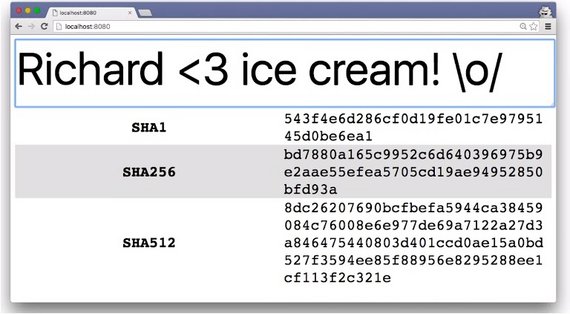 localhost:8080
localhost:8080
Richard <3 ice cream! \o/
SHA1
543f4e6d286cf0d19fe01c7e97951
45d0be6ea1
SHA256
bd7880a165c9952c6d640396975b9
e2aae55efea5705cd19ae94952850
bfd93a
SHA512
8dc26207690bcfbefa5944ca38459
084c76008e6e977de69a7122a27d3
a846475440803d401ccd0ae15a0bd
527f3594ee85f88956e8295288ee1
cf113f2c321e